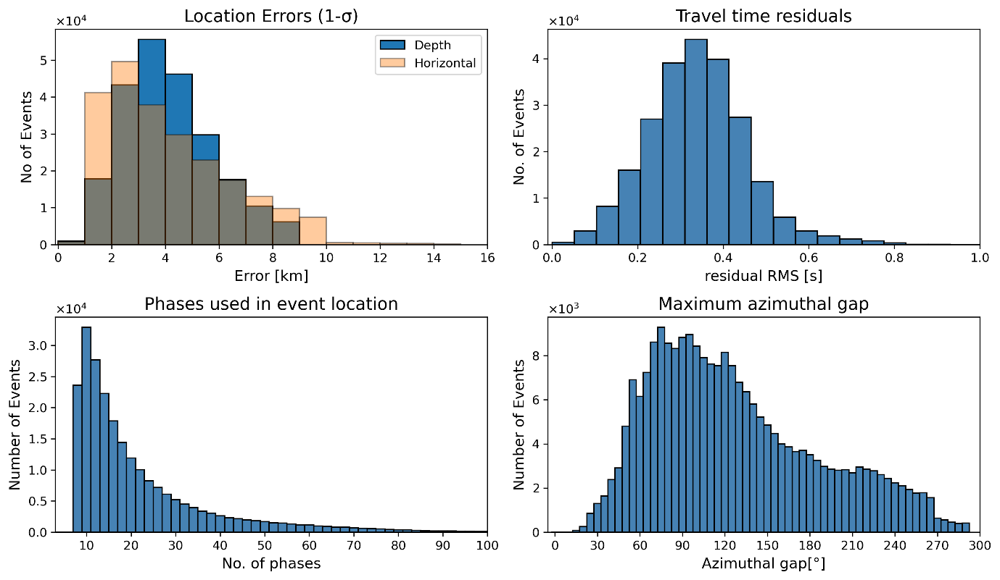 Location Errors (1-σ)
×10⁴
Depth
Horizontal
5
4
3
2
1
0
No of Events
0 2 4 6 8 10 12 14 16
Error [km]
Travel time residuals
×10⁴
4
3
2
1
0
No. of Events
0.0 0.2 0.4 0.6 0.8 1.0
residual RMS [s]
Phases used in event location
×10⁴
3.0
2.5
2.0
1.5
1.0
0.5
0.0
Number of Events
10 20 30 40 50 60 70 80 90 100
No. of phases
Maximum azimuthal gap
×10³
8
6
4
2
0
Number of Events
0 30 60 90 120 150 180 210 240 270 300
Azimuthal gap[°]